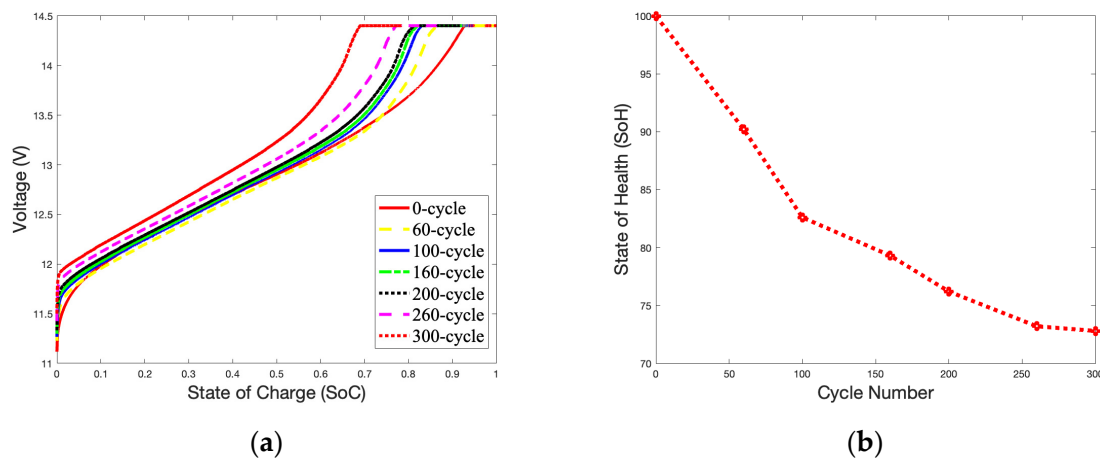 14.5
14
13.5
13
12.5
12
11.5
11
Voltage (V)
0 0.1 0.2 0.3 0.4 0.5 0.6 0.7 0.8 0.9 1
State of Charge (SoC)
0-cycle
60-cycle
100-cycle
160-cycle
200-cycle
260-cycle
300-cycle
(a)
100
95
90
85
80
75
70
State of Health (SoH)
0 50 100 150 200 250 300
Cycle Number
(b)